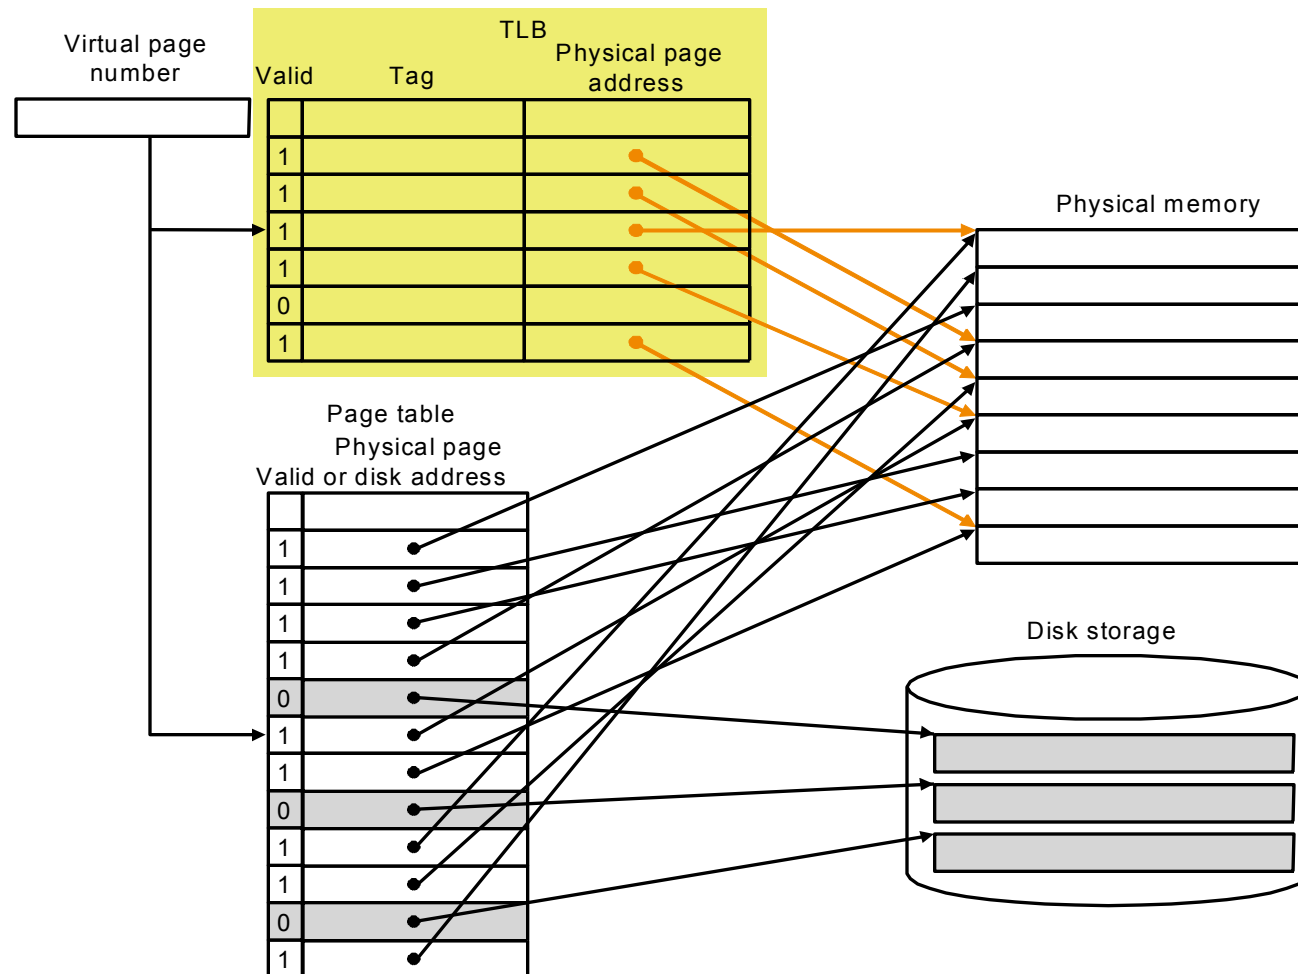 Virtual page
number
TLB
Valid
Tag
Physical page
address
1
1
1
1
0
1
Physical memory
Page table
Physical page
Valid or disk address
1
1
1
1
0
1
1
0
1
1
0
1
Disk storage